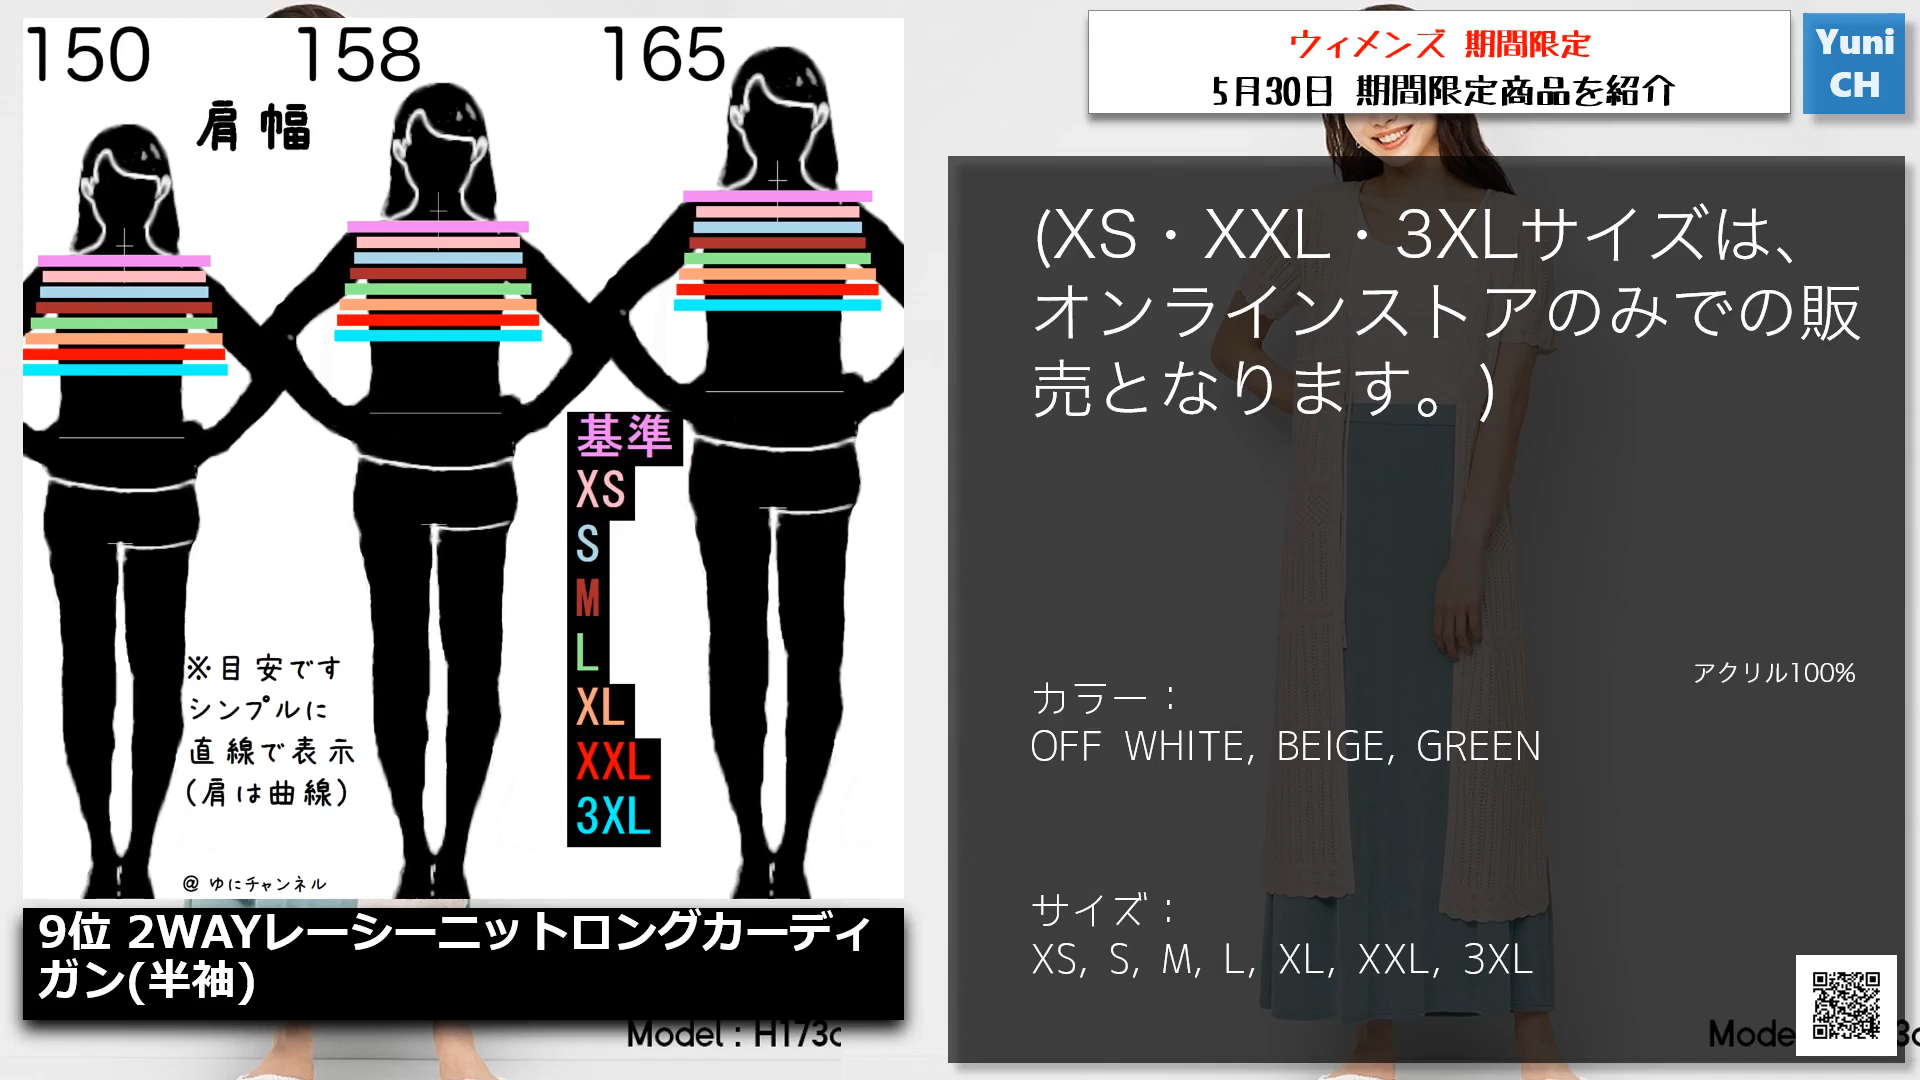 150
158
165
肩幅
基準
XS
S
M
L
XL
XXL
3XL
※目安です
シンプルに
直線で表示
(肩は曲線)
@ ゆにチャンネル
9位 2WAYレーシーニットロングカーディ
ガン(半袖)
Model : H173c
ウィメンズ 期間限定
5月30日 期間限定商品を紹介
Yuni
CH
(XS・XXL・3XLサイズは、
オンラインストアのみでの販
売となります。)
アクリル100%
カラー：
OFF WHITE, BEIGE, GREEN
サイズ：
XS, S, M, L, XL, XXL, 3XL